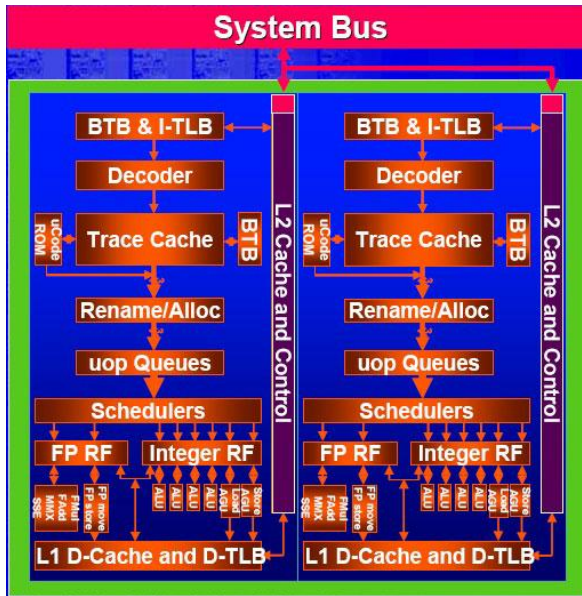 System Bus
BTB & I-TLB
Decoder
uCode
ROM
Trace Cache
BTB
3
Rename/Alloc
3
uop Queues
Schedulers
FP RF
Integer RF
FMul
FAdd
MMX
SSE
FP move
FP store
ALU
ALU
ALU
ALU
Load
AGU
Store
AGU
L1 D-Cache and D-TLB
L2 Cache and Control
BTB & I-TLB
Decoder
uCode
ROM
Trace Cache
BTB
3
Rename/Alloc
3
uop Queues
Schedulers
FP RF
Integer RF
FMul
FAdd
MMX
SSE
FP move
FP store
ALU
ALU
ALU
ALU
Load
AGU
Store
AGU
L1 D-Cache and D-TLB
L2 Cache and Control